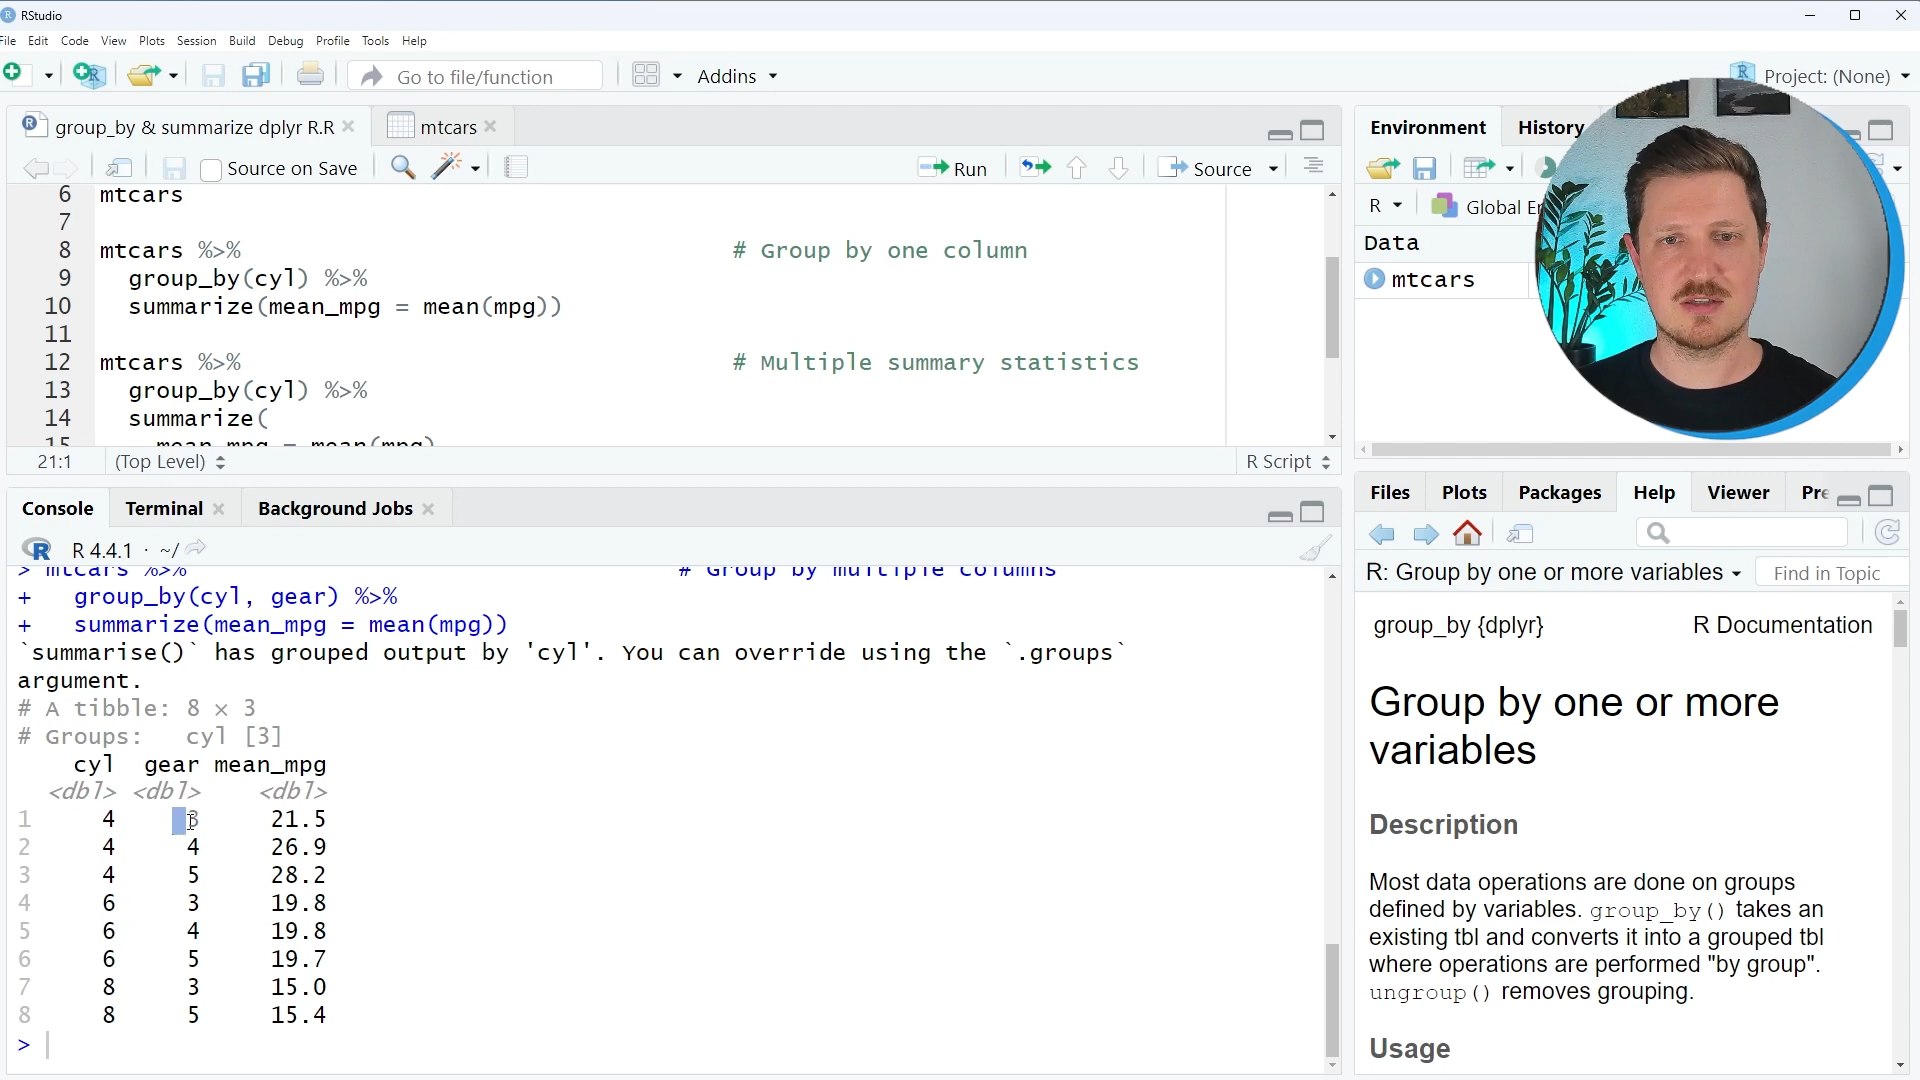 RStudio
File Edit Code View Plots Session Build Debug Profile Tools Help
Go to file/function
Addins
Project: (None)
group_by & summarize dplyr R.R
mtcars
Source on Save
Run
Source
6 mtcars
7
8 mtcars %>% # Group by one column
9 group_by(cyl) %>%
10 summarize(mean_mpg = mean(mpg))
11
12 mtcars %>% # Multiple summary statistics
13 group_by(cyl) %>%
14 summarize(
15 mean_mpg = mean(mpg)
21:1 (Top Level) R Script
Console Terminal Background Jobs
R 4.4.1 · ~/
> mtcars %>% # Group by multiple columns
+ group_by(cyl, gear) %>%
+ summarize(mean_mpg = mean(mpg))
`summarise()` has grouped output by 'cyl'. You can override using the `.groups`
argument.
# A tibble: 8 × 3
# Groups: cyl [3]
cyl gear mean_mpg
<dbl> <dbl> <dbl>
1 4 3 21.5
2 4 4 26.9
3 4 5 28.2
4 6 3 19.8
5 6 4 19.8
6 6 5 19.7
7 8 3 15.0
8 8 5 15.4
>
Environment History
R Global
Data
mtcars
Files Plots Packages Help Viewer
R: Group by one or more variables Find in Topic
group_by {dplyr} R Documentation
Group by one or more
variables
Description
Most data operations are done on groups
defined by variables. group_by() takes an
existing tbl and converts it into a grouped tbl
where operations are performed "by group".
ungroup() removes grouping.
Usage